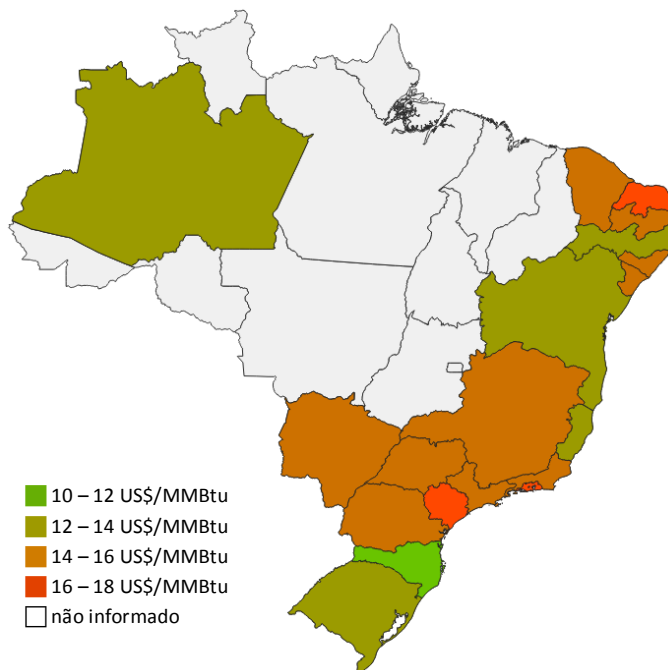 10 – 12 US$/MMBtu
12 – 14 US$/MMBtu
14 – 16 US$/MMBtu
16 – 18 US$/MMBtu
não informado